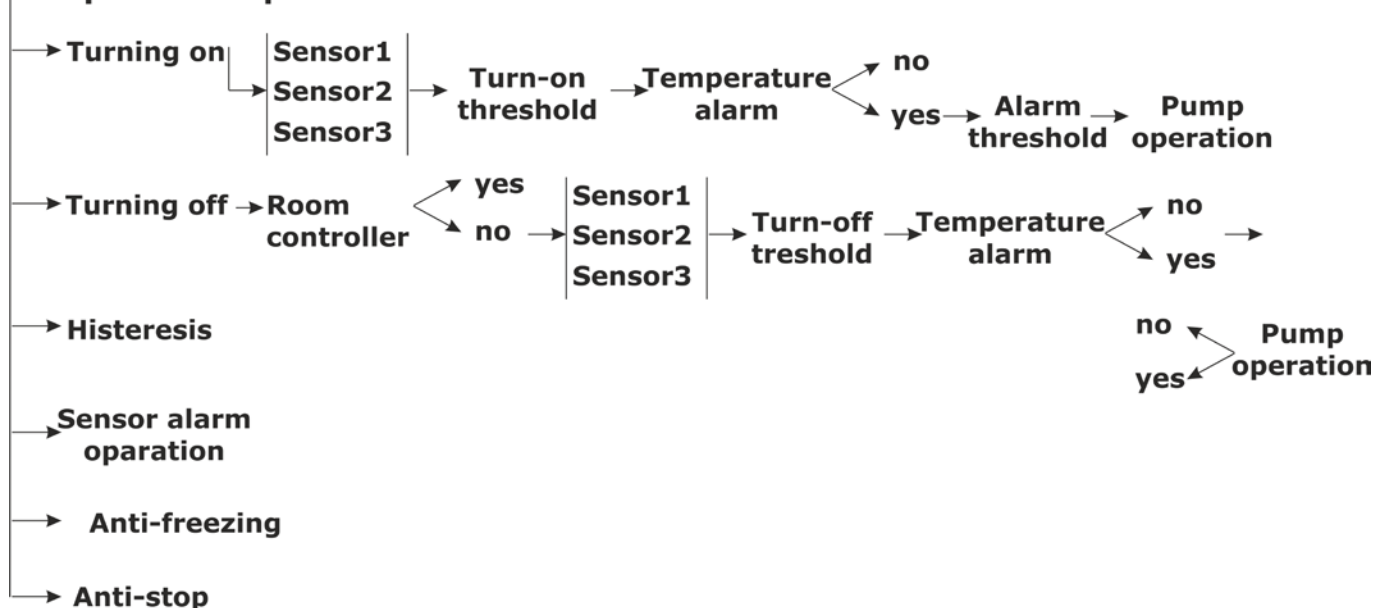 Turning on
Sensor1
Sensor2
Sensor3
Turn-on
threshold
Temperature
alarm
no
yes
Alarm
threshold
Pump
operation
Turning off
Room
controller
yes
no
Sensor1
Sensor2
Sensor3
Turn-off
treshold
Temperature
alarm
no
yes
Histeresis
no
yes
Pump
operation
Sensor alarm
oparation
Anti-freezing
Anti-stop